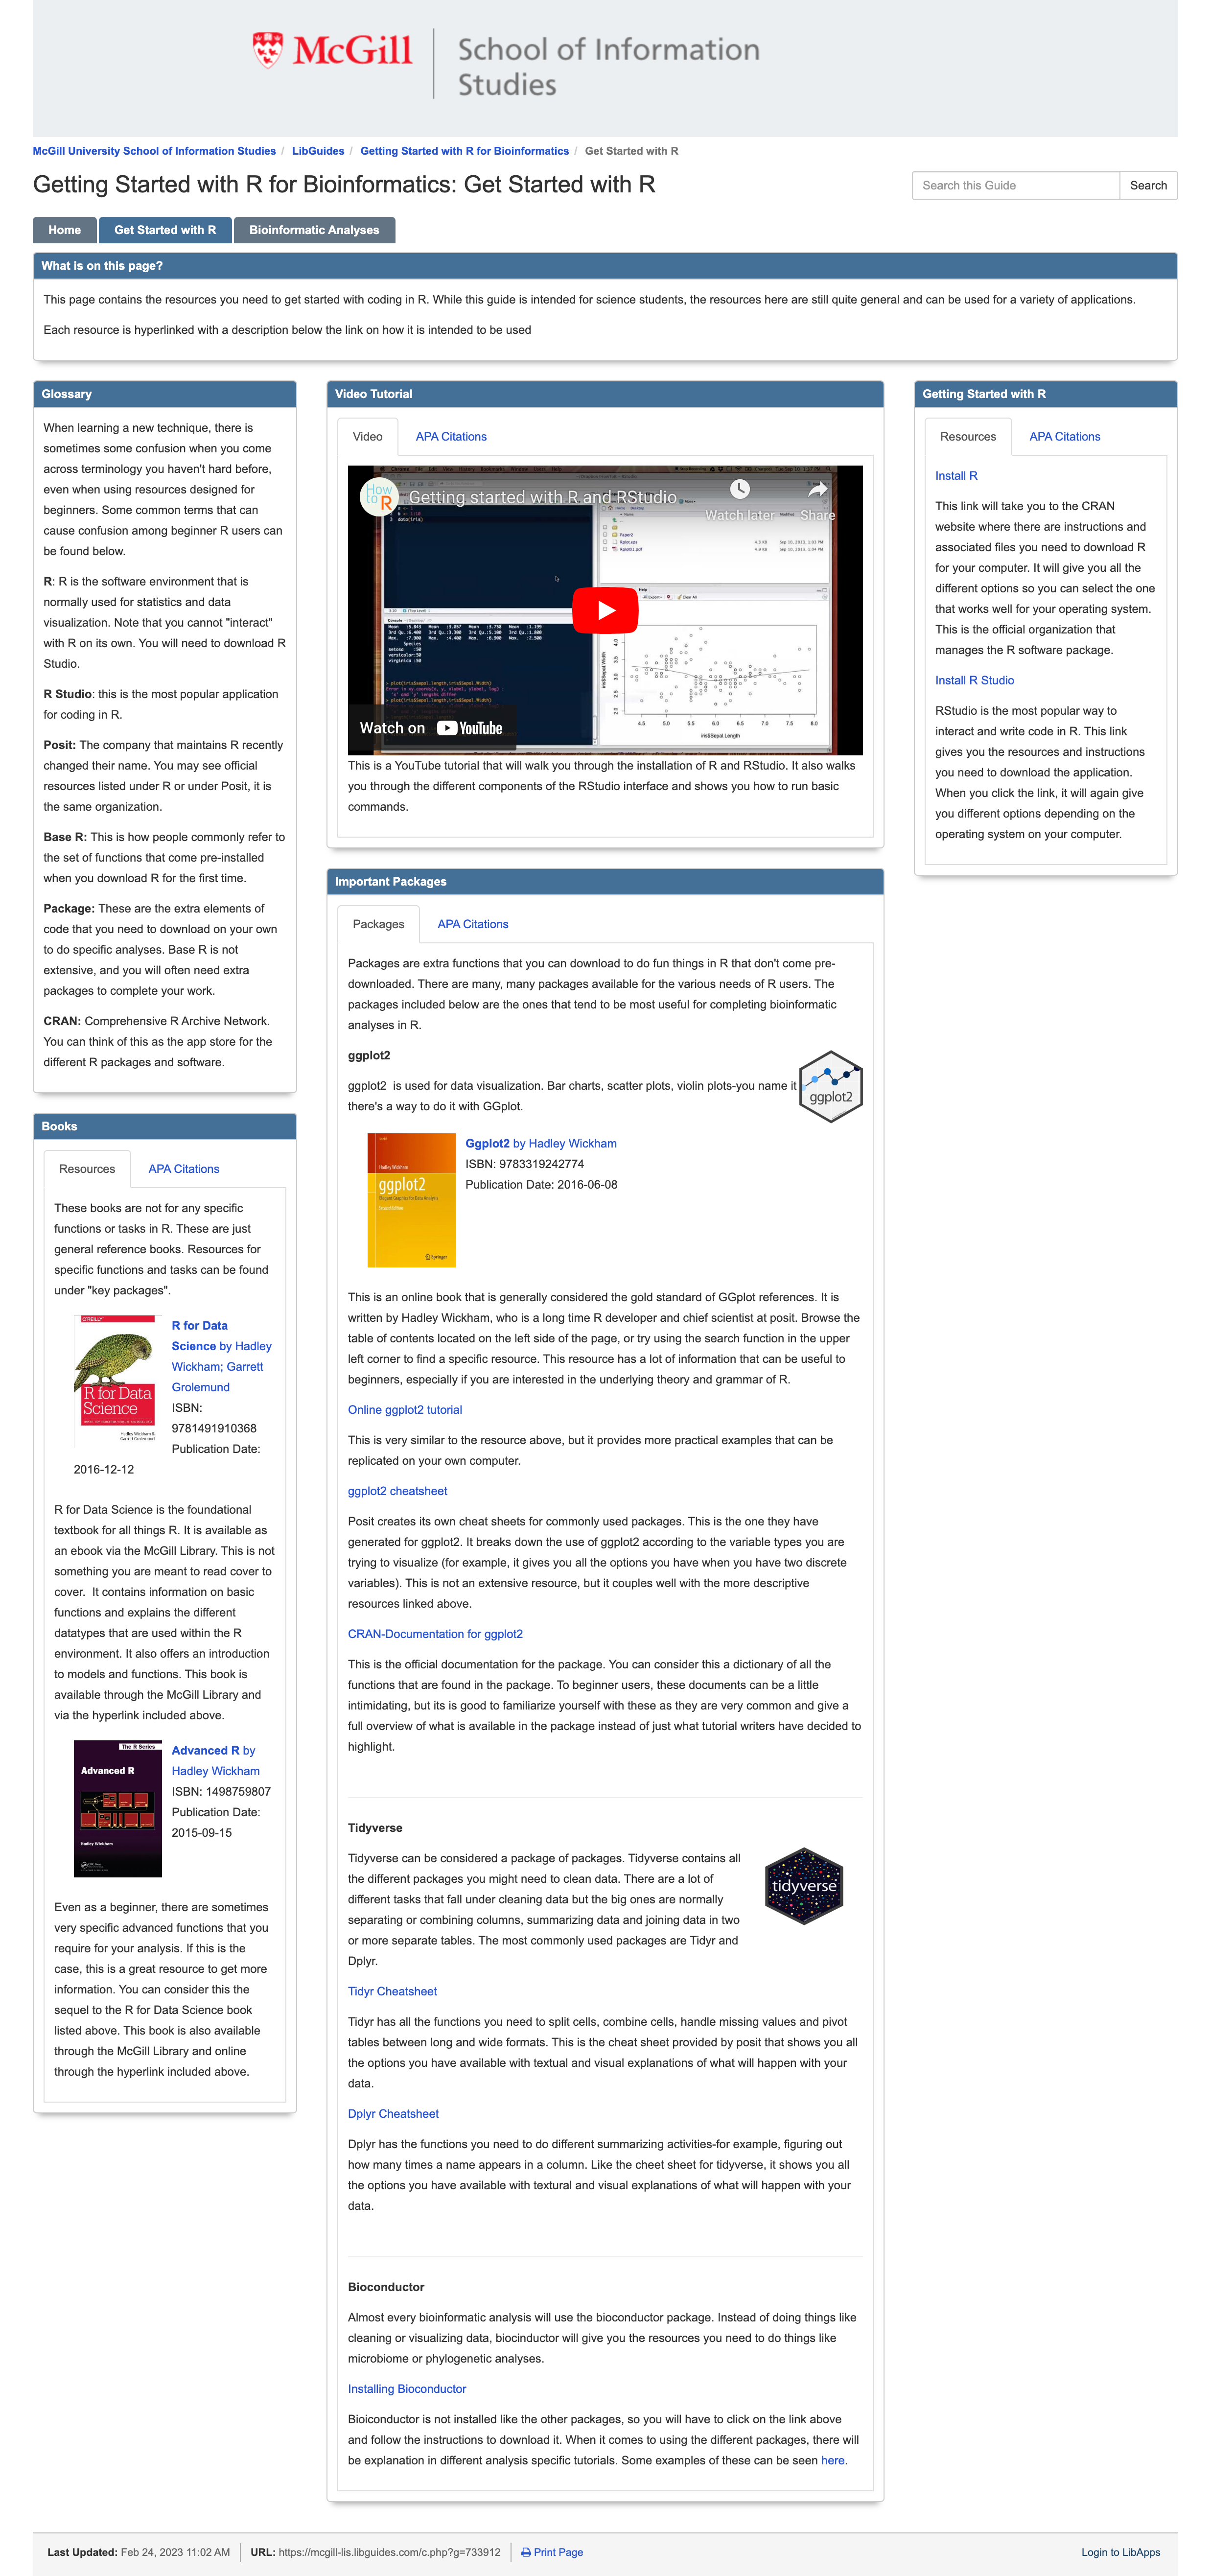 McGill
School of Information
Studies
McGill University School of Information Studies / LibGuides / Getting Started with R for Bioinformatics / Get Started with R
Getting Started with R for Bioinformatics: Get Started with R
Search this Guide
Search
Home
Get Started with R
Bioinformatic Analyses
What is on this page?
This page contains the resources you need to get started with coding in R. While this guide is intended for science students, the resources here are still quite general and can be used for a variety of applications.
Each resource is hyperlinked with a description below the link on how it is intended to be used
Glossary
When learning a new technique, there is
sometimes some confusion when you come
across terminology you haven't hard before,
even when using resources designed for
beginners. Some common terms that can
cause confusion among beginner R users can
be found below.
R: R is the software environment that is
normally used for statistics and data
visualization. Note that you cannot "interact"
with R on its own. You will need to download R
Studio.
R Studio: this is the most popular application
for coding in R.
Posit: The company that maintains R recently
changed their name. You may see official
resources listed under R or under Posit, it is
the same organization.
Base R: This is how people commonly refer to
the set of functions that come pre-installed
when you download R for the first time.
Package: These are the extra elements of
code that you need to download on your own
to do specific analyses. Base R is not
extensive, and you will often need extra
packages to complete your work.
CRAN: Comprehensive R Archive Network.
You can think of this as the app store for the
different R packages and software.
Books
Resources
APA Citations
These books are not for any specific
functions or tasks in R. These are just
general reference books. Resources for
specific functions and tasks can be found
under "key packages".
O'REILLY
R for Data
Science
Hadley Wickham &
Garrett Grolemund
R for Data
Science by Hadley
Wickham; Garrett
Grolemund
ISBN:
9781491910368
Publication Date:
2016-12-12
R for Data Science is the foundational
textbook for all things R. It is available as
an ebook via the McGill Library. This is not
something you are meant to read cover to
cover.  It contains information on basic
functions and explains the different
datatypes that are used within the R
environment. It also offers an introduction
to models and functions. This book is
available through the McGill Library and
via the hyperlink included above.
The R Series
Advanced R
Hadley Wickham
Advanced R by
Hadley Wickham
ISBN: 1498759807
Publication Date:
2015-09-15
Even as a beginner, there are sometimes
very specific advanced functions that you
require for your analysis. If this is the
case, this is a great resource to get more
information. You can consider this the
sequel to the R for Data Science book
listed above. This book is also available
through the McGill Library and online
through the hyperlink included above.
Video Tutorial
Video
APA Citations
How
to R
Getting started with R and RStudio
Watch later
Share
Watch on YouTube
iris$Sepal.Width
iris$Sepal.Length
4.5 5.0 5.5 6.0 6.5 7.0 7.5 8.0
This is a YouTube tutorial that will walk you through the installation of R and RStudio. It also walks
you through the different components of the RStudio interface and shows you how to run basic
commands.
Important Packages
Packages
APA Citations
Packages are extra functions that you can download to do fun things in R that don't come pre-
downloaded. There are many, many packages available for the various needs of R users. The
packages included below are the ones that tend to be most useful for completing bioinformatic
analyses in R.
ggplot2
ggplot2  is used for data visualization. Bar charts, scatter plots, violin plots-you name it
there's a way to do it with GGplot.
ggplot2
Hadley Wickham
ggplot2
Elegant Graphics for Data Analysis
Second Edition
Springer
Ggplot2 by Hadley Wickham
ISBN: 9783319242774
Publication Date: 2016-06-08
This is an online book that is generally considered the gold standard of GGplot references. It is
written by Hadley Wickham, who is a long time R developer and chief scientist at posit. Browse the
table of contents located on the left side of the page, or try using the search function in the upper
left corner to find a specific resource. This resource has a lot of information that can be useful to
beginners, especially if you are interested in the underlying theory and grammar of R.
Online ggplot2 tutorial
This is very similar to the resource above, but it provides more practical examples that can be
replicated on your own computer.
ggplot2 cheatsheet
Posit creates its own cheat sheets for commonly used packages. This is the one they have
generated for ggplot2. It breaks down the use of ggplot2 according to the variable types you are
trying to visualize (for example, it gives you all the options you have when you have two discrete
variables). This is not an extensive resource, but it couples well with the more descriptive
resources linked above.
CRAN-Documentation for ggplot2
This is the official documentation for the package. You can consider this a dictionary of all the
functions that are found in the package. To beginner users, these documents can be a little
intimidating, but its is good to familiarize yourself with these as they are very common and give a
full overview of what is available in the package instead of just what tutorial writers have decided to
highlight.
Tidyverse
Tidyverse can be considered a package of packages. Tidyverse contains all
the different packages you might need to clean data. There are a lot of
different tasks that fall under cleaning data but the big ones are normally
separating or combining columns, summarizing data and joining data in two
or more separate tables. The most commonly used packages are Tidyr and
Dplyr.
tidyverse
Tidyr Cheatsheet
Tidyr has all the functions you need to split cells, combine cells, handle missing values and pivot
tables between long and wide formats. This is the cheat sheet provided by posit that shows you all
the options you have available with textual and visual explanations of what will happen with your
data.
Dplyr Cheatsheet
Dplyr has the functions you need to do different summarizing activities-for example, figuring out
how many times a name appears in a column. Like the cheet sheet for tidyverse, it shows you all
the options you have available with textural and visual explanations of what will happen with your
data.
Bioconductor
Almost every bioinformatic analysis will use the bioconductor package. Instead of doing things like
cleaning or visualizing data, biocinductor will give you the resources you need to do things like
microbiome or phylogenetic analyses.
Installing Bioconductor
Bioiconductor is not installed like the other packages, so you will have to click on the link above
and follow the instructions to download it. When it comes to using the different packages, there will
be explanation in different analysis specific tutorials. Some examples of these can be seen here.
Getting Started with R
Resources
APA Citations
Install R
This link will take you to the CRAN
website where there are instructions and
associated files you need to download R
for your computer. It will give you all the
different options so you can select the one
that works well for your operating system.
This is the official organization that
manages the R software package.
Install R Studio
RStudio is the most popular way to
interact and write code in R. This link
gives you the resources and instructions
you need to download the application.
When you click the link, it will again give
you different options depending on the
operating system on your computer.
Last Updated: Feb 24, 2023 11:02 AM
URL: https://mcgill-lis.libguides.com/c.php?g=733912
Print Page
Login to LibApps